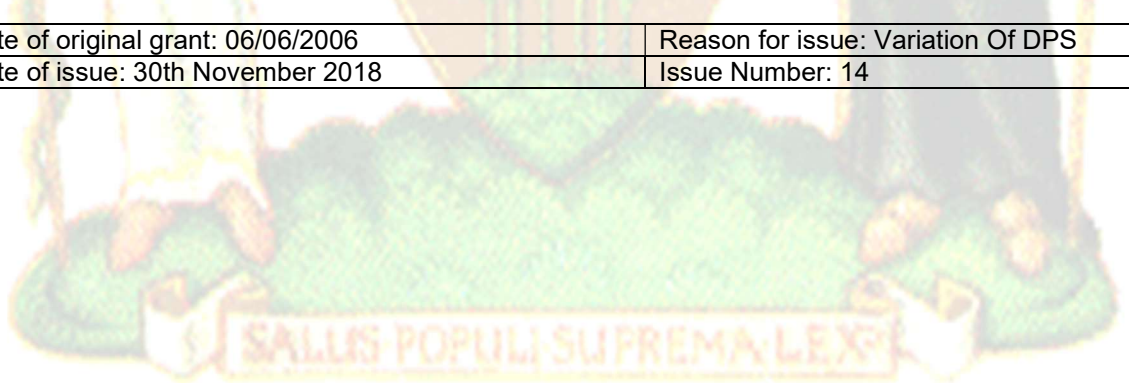 te of original grant: 06/06/2006 Reason for issue: Variation Of DPS
te of issue: 30th November 2018 Issue Number: 14
SALUS POPULI SUPREMA LEX